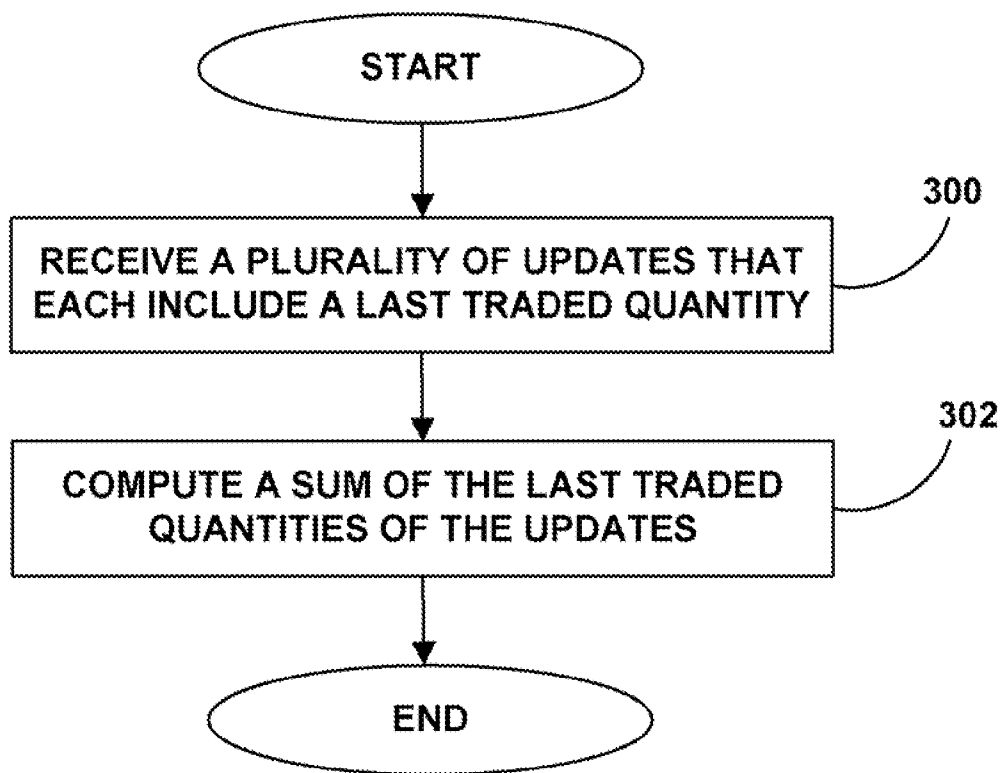 START
300
RECEIVE A PLURALITY OF UPDATES THAT
EACH INCLUDE A LAST TRADED QUANTITY
302
COMPUTE A SUM OF THE LAST TRADED
QUANTITIES OF THE UPDATES
END